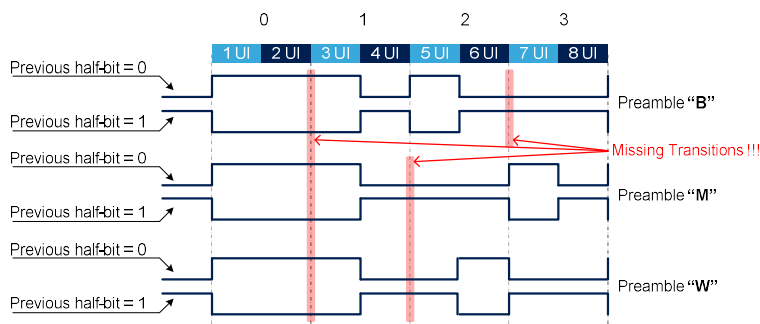 0 1 2 3
1 UI 2 UI 3 UI 4 UI 5 UI 6 UI 7 UI 8 UI
Previous half-bit = 0
Preamble “B”
Previous half-bit = 1
Missing Transitions !!!
Previous half-bit = 0
Preamble “M”
Previous half-bit = 1
Previous half-bit = 0
Preamble “W”
Previous half-bit = 1